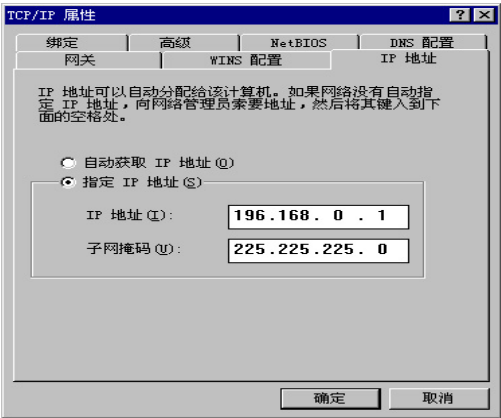 TCP/IP 属性
绑定 高级 NetBIOS DNS 配置
网关 WINS 配置 IP 地址
IP 地址可以自动分配给该计算机。如果网络没有自动指
定 IP 地址，向网络管理员索要地址，然后将其键入到下
面的空格处。
自动获取 IP 地址(O)
指定 IP 地址(S)
IP 地址(I): 196.168. 0 . 1
子网掩码(U): 225.225.225. 0
确定 取消